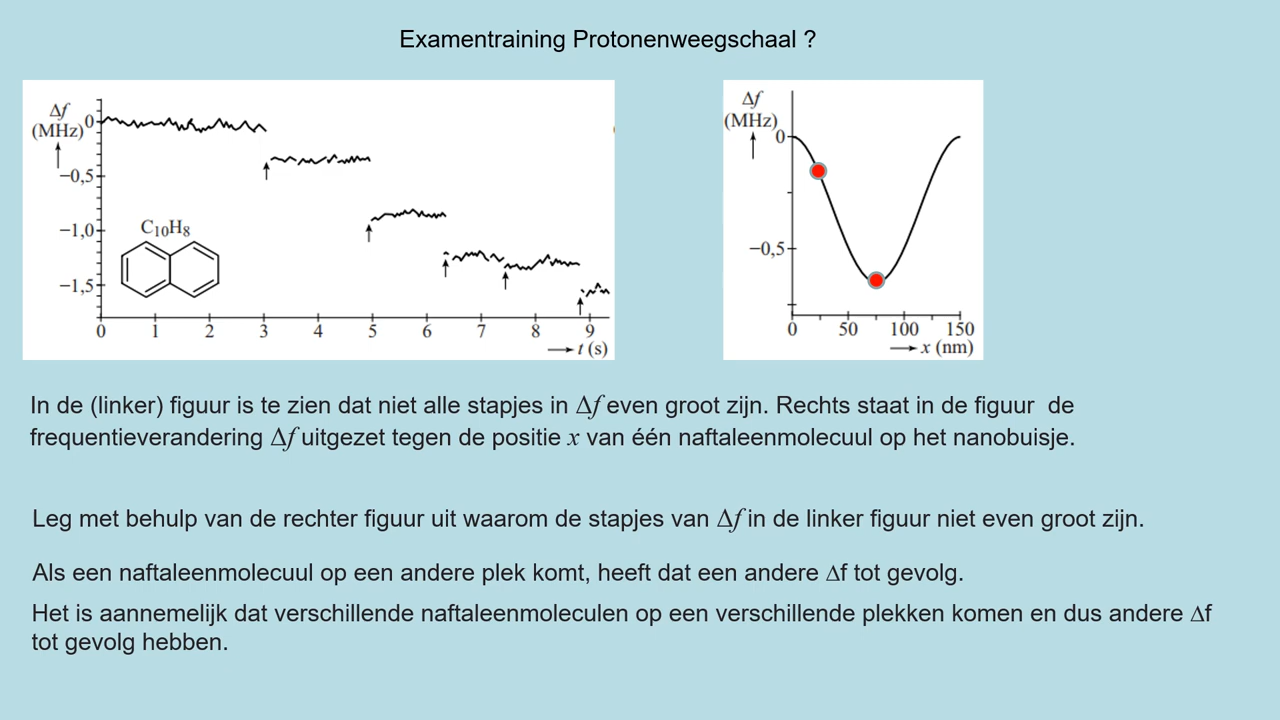 Examentraining Protonenweegschaal ?
Δf
(MHz)
0
−0,5
−1,0
−1,5
C10H8
0 1 2 3 4 5 6 7 8 9
t (s)
Δf
(MHz)
0
−0,5
0 50 100 150
x (nm)
In de (linker) figuur is te zien dat niet alle stapjes in Δf even groot zijn. Rechts staat in de figuur de
frequentieverandering Δf uitgezet tegen de positie x van één naftaleenmolecuul op het nanobuisje.
Leg met behulp van de rechter figuur uit waarom de stapjes van Δf in de linker figuur niet even groot zijn.
Als een naftaleenmolecuul op een andere plek komt, heeft dat een andere Δf tot gevolg.
Het is aannemelijk dat verschillende naftaleenmoleculen op een verschillende plekken komen en dus andere Δf
tot gevolg hebben.